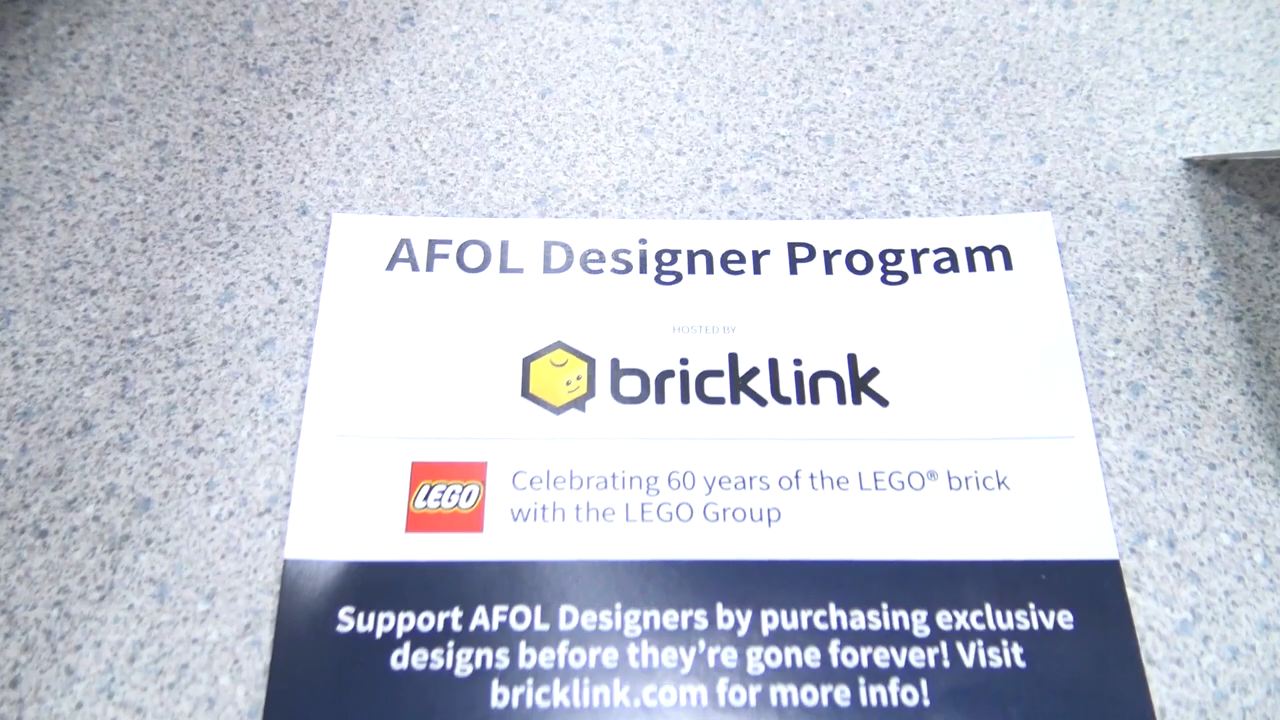 AFOL Designer Program
HOSTED BY
bricklink
LEGO
Celebrating 60 years of the LEGO® brick
with the LEGO Group
Support AFOL Designers by purchasing exclusive
designs before they're gone forever! Visit
bricklink.com for more info!